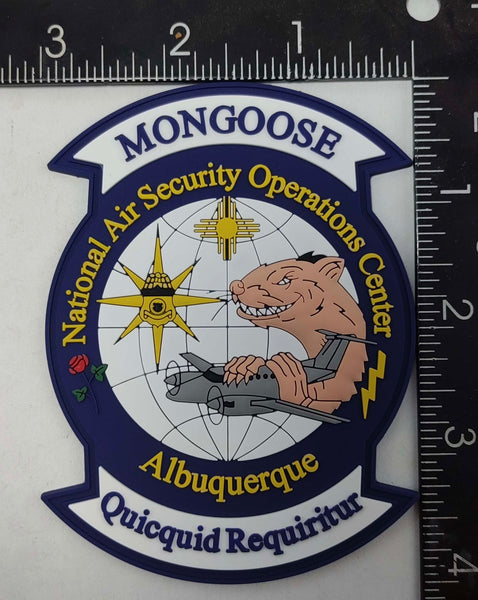 3 2 1
MONGOOSE
National Air Security Operations Center
Albuquerque
Quicquid Requiritur
1
2
3
4